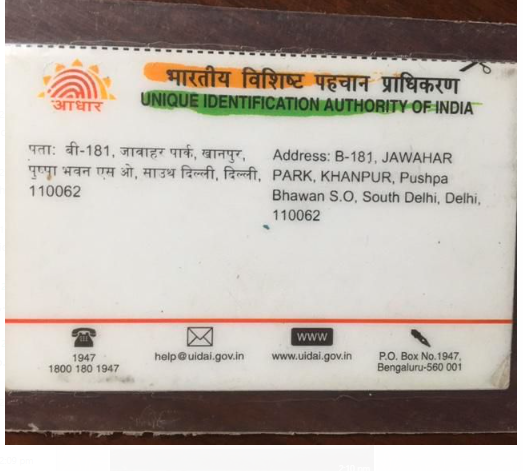 भारतीय विशिष्ट पहचान प्राधिकरण
आधार
UNIQUE IDENTIFICATION AUTHORITY OF INDIA
पता: बी-181, जावाहर पार्क, खानपुर,
पुष्पा भवन एस ओ, साउथ दिल्ली, दिल्ली,
110062
Address: B-181, JAWAHAR
PARK, KHANPUR, Pushpa
Bhawan S.O, South Delhi, Delhi,
110062
1947
1800 180 1947
help@uidai.gov.in
WWW
www.uidai.gov.in
P.O. Box No.1947,
Bengaluru-560 001